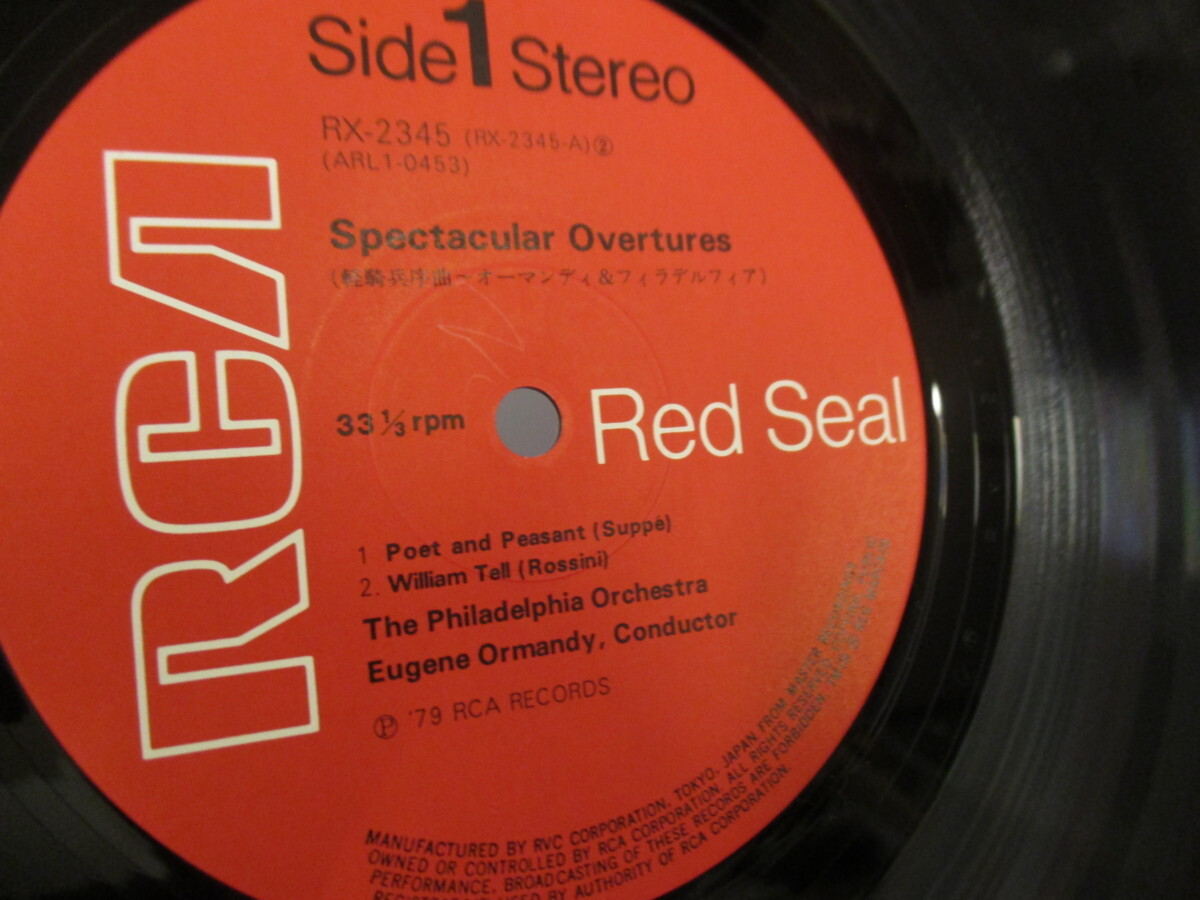 Side 1 Stereo
RX-2345 (RX-2345-A)②
(ARL1-0453)
Spectacular Overtures
(軽騎兵序曲~オーマンディ&フィラデルフィア)
RCA
33 1/3 rpm
Red Seal
1 Poet and Peasant (Suppé)
2. William Tell (Rossini)
The Philadelphia Orchestra
Eugene Ormandy, Conductor
Ⓟ '79 RCA RECORDS
MANUFACTURED BY RVC CORPORATION, TOKYO, JAPAN FROM MASTER RECORDINGS
OWNED OR CONTROLLED BY RCA CORPORATION. ALL RIGHTS RESERVED.
PERFORMANCE, BROADCASTING OF THESE RECORDS ARE FORBIDDEN.
USED BY AUTHORITY OF RCA CORPORATION.